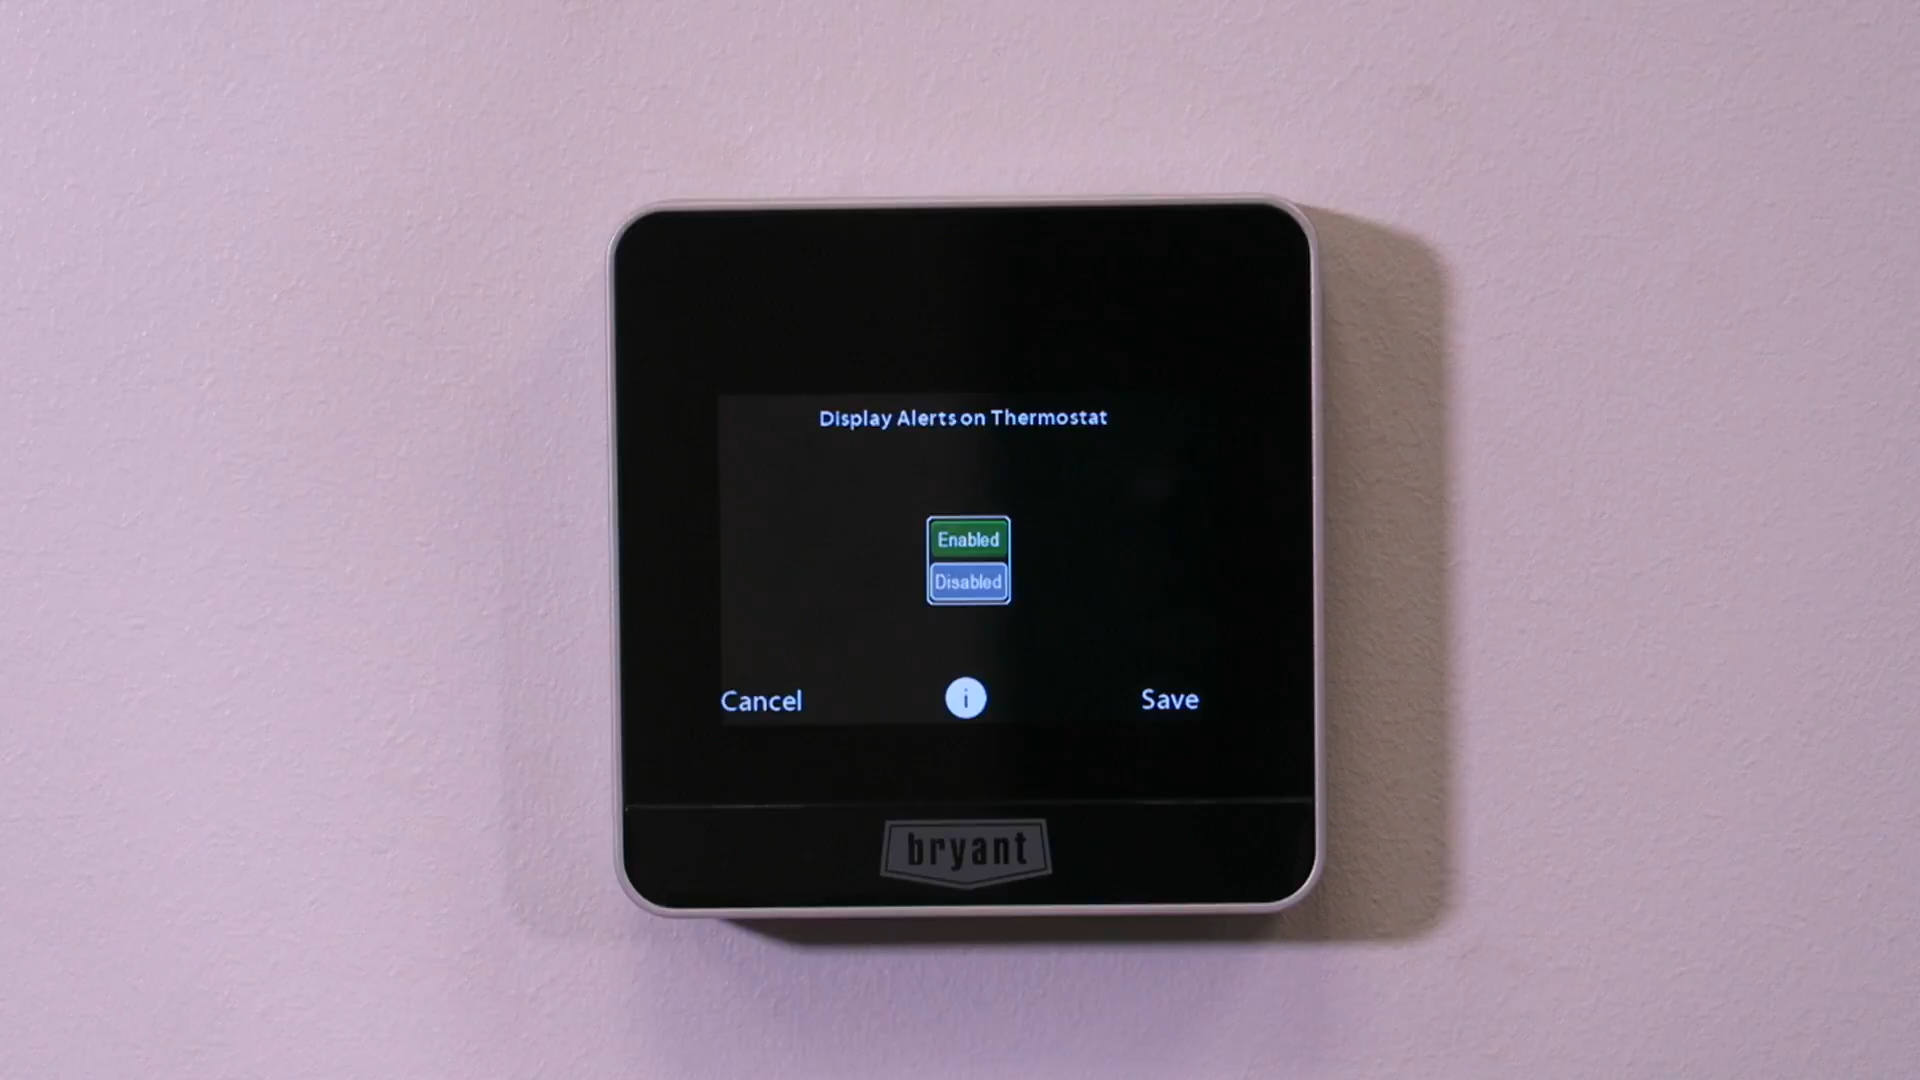 Display Alerts on Thermostat
Enabled
Disabled
Cancel
i
Save
bryant